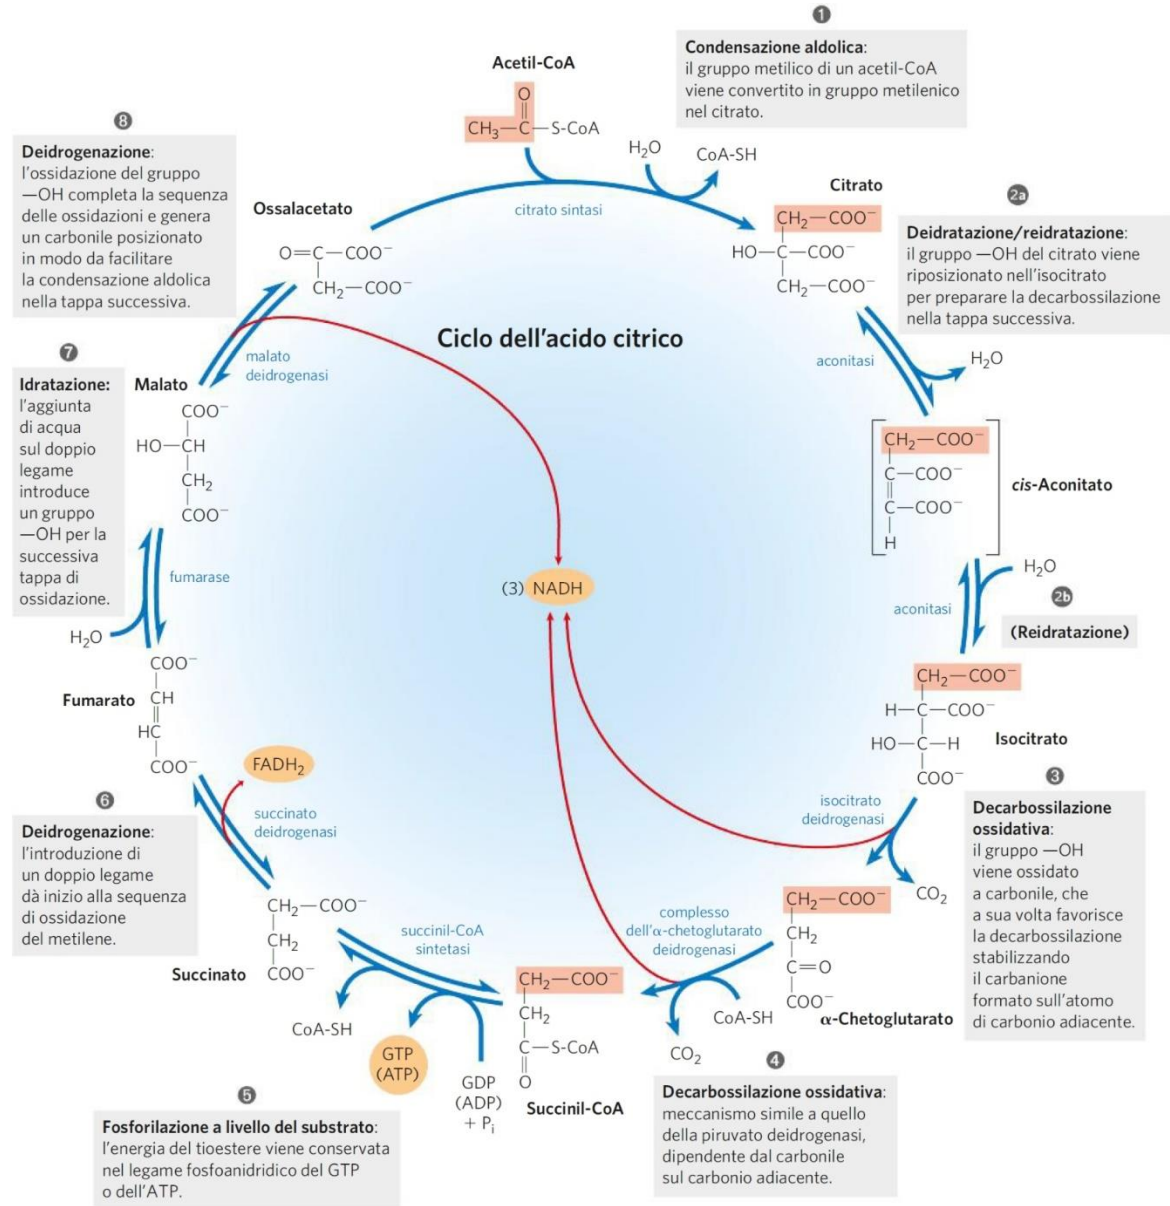 1
Condensazione aldolica:
il gruppo metilico di un acetil-CoA
viene convertito in gruppo metilenico
nel citrato.
Acetil-CoA
O
CH₃—C—S-CoA
H₂O
CoA-SH
citrato sintasi
Citrato
CH₂—COO⁻
HO—C—COO⁻
CH₂—COO⁻
2a
Deidratazione/reidratazione:
il gruppo —OH del citrato viene
riposizionato nell'isocitrato
per preparare la decarbossilazione
nella tappa successiva.
aconitasi
H₂O
CH₂—COO⁻
C—COO⁻
C—COO⁻
H
cis-Aconitato
aconitasi
H₂O
2b
(Reidratazione)
CH₂—COO⁻
H—C—COO⁻
HO—C—H
COO⁻
Isocitrato
3
Decarbossilazione
ossidativa:
il gruppo —OH
viene ossidato
a carbonile, che
a sua volta favorisce
la decarbossilazione
stabilizzando
il carbanione
formato sull'atomo
di carbonio adiacente.
isocitrato
deidrogenasi
CO₂
CH₂—COO⁻
CH₂
C=O
COO⁻
α-Chetoglutarato
complesso
dell'α-chetoglutarato
deidrogenasi
CoA-SH
CO₂
4
Decarbossilazione ossidativa:
meccanismo simile a quello
della piruvato deidrogenasi,
dipendente dal carbonile
sul carbonio adiacente.
CH₂—COO⁻
CH₂
C—S-CoA
O
Succinil-CoA
succinil-CoA
sintetasi
GDP
(ADP)
+ Pᵢ
GTP
(ATP)
CoA-SH
5
Fosforilazione a livello del substrato:
l'energia del tioestere viene conservata
nel legame fosfoanidridico del GTP
o dell'ATP.
CH₂—COO⁻
CH₂
COO⁻
Succinato
succinato
deidrogenasi
FADH₂
6
Deidrogenazione:
l'introduzione di
un doppio legame
dà inizio alla sequenza
di ossidazione
del metilene.
COO⁻
CH
HC
COO⁻
Fumarato
H₂O
fumarase
7
Idratazione:
l'aggiunta
di acqua
sul doppio
legame
introduce
un gruppo
—OH per la
successiva
tappa di
ossidazione.
Malato
COO⁻
HO—CH
CH₂
COO⁻
malato
deidrogenasi
8
Deidrogenazione:
l'ossidazione del gruppo
—OH completa la sequenza
delle ossidazioni e genera
un carbonile posizionato
in modo da facilitare
la condensazione aldolica
nella tappa successiva.
Ossalacetato
O=C—COO⁻
CH₂—COO⁻
Ciclo dell'acido citrico
(3) NADH